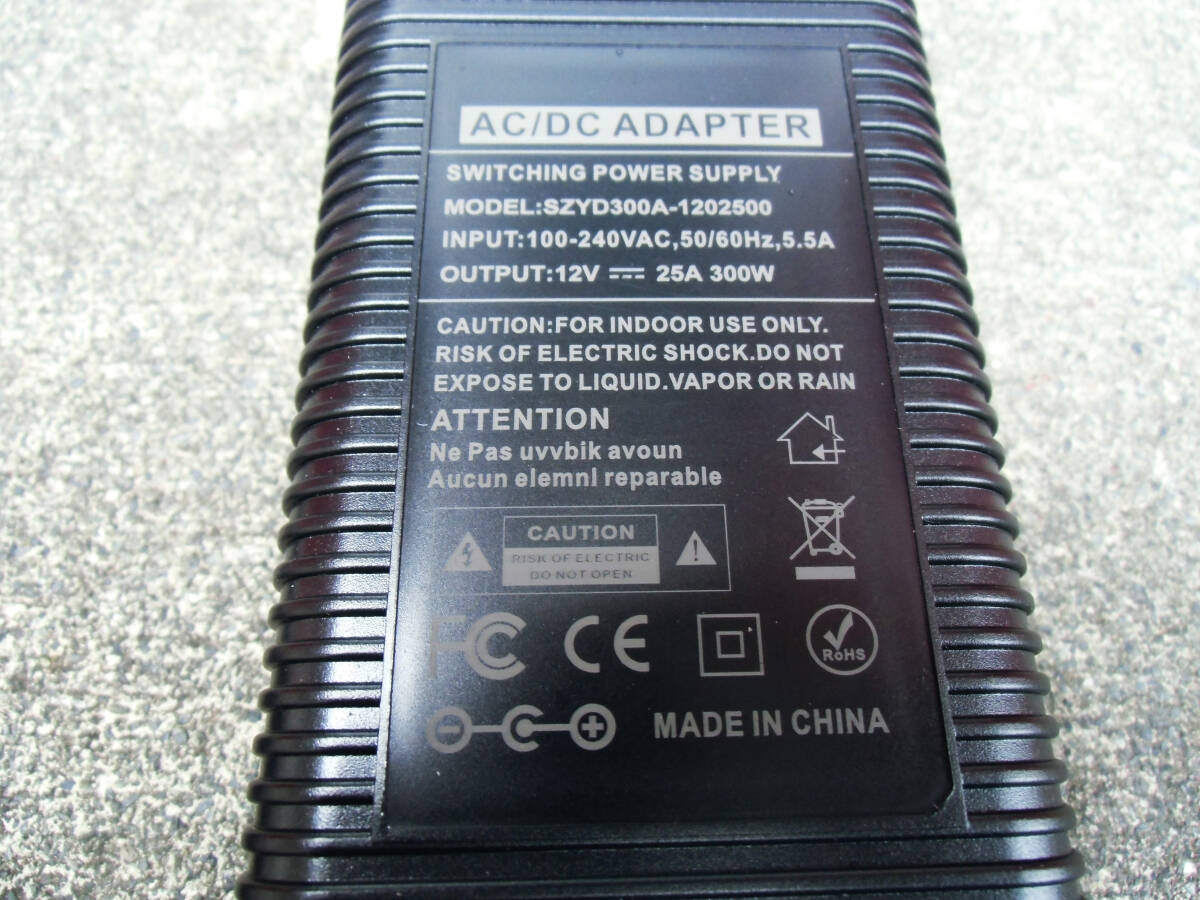 AC/DC ADAPTER
SWITCHING POWER SUPPLY
MODEL:SZYD300A-1202500
INPUT:100-240VAC,50/60Hz,5.5A
OUTPUT:12V ⎓ 25A 300W
CAUTION:FOR INDOOR USE ONLY.
RISK OF ELECTRIC SHOCK.DO NOT
EXPOSE TO LIQUID.VAPOR OR RAIN
ATTENTION
Ne Pas uvvbik avoun
Aucun elemnl reparable
CAUTION
RISK OF ELECTRIC
DO NOT OPEN
FC CE RoHS
MADE IN CHINA